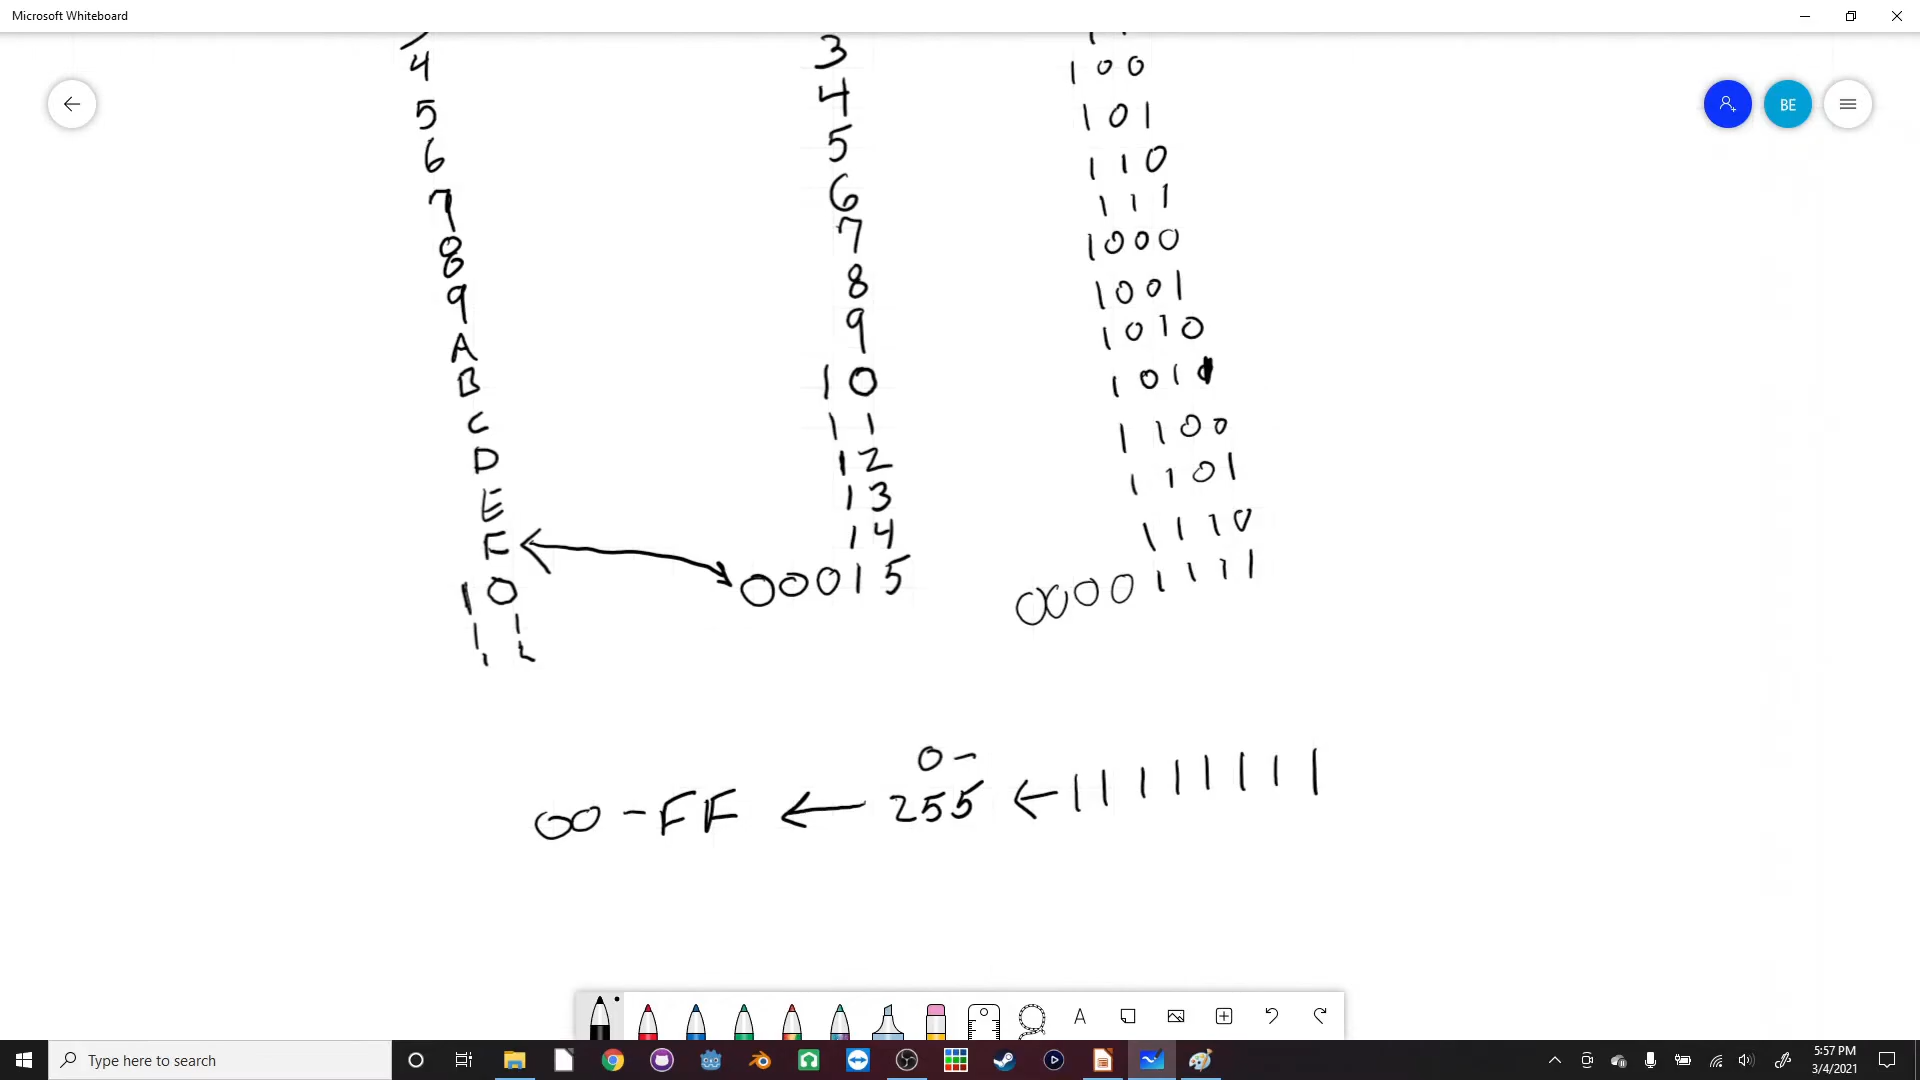 Microsoft Whiteboard
BE
3
4 4 100
5 5 101
6 6 110
7 7 111
8 8 1000
9 9 1001
A 10 1010
B 11 1011
C 12 1100
D 13 1101
E 14 1110
F 00015 00001111
10
11
12
0-
00-FF ← 255 ← 11111111
A
Type here to search
5:57 PM
3/4/2021